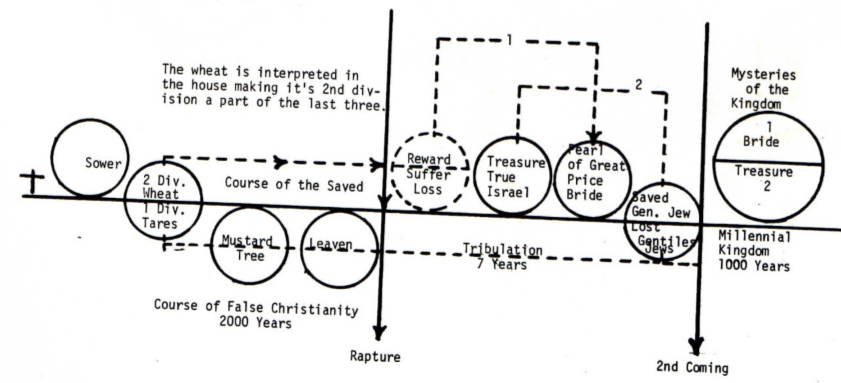 1
The wheat is interpreted in
the house making it's 2nd div-
ision a part of the last three.
2
Mysteries
of the
Kingdom
Sower
2 Div.
Wheat
1 Div.
Tares
Course of the Saved
Mustard
Tree
Leaven
Reward
Suffer
Loss
Treasure
True
Israel
Pearl
of Great
Price
Bride
Saved
Gen. Jew
Lost
Gentiles
Jews
1
Bride
Treasure
2
Tribulation
7 Years
Millennial
Kingdom
1000 Years
Course of False Christianity
2000 Years
Rapture
2nd Coming